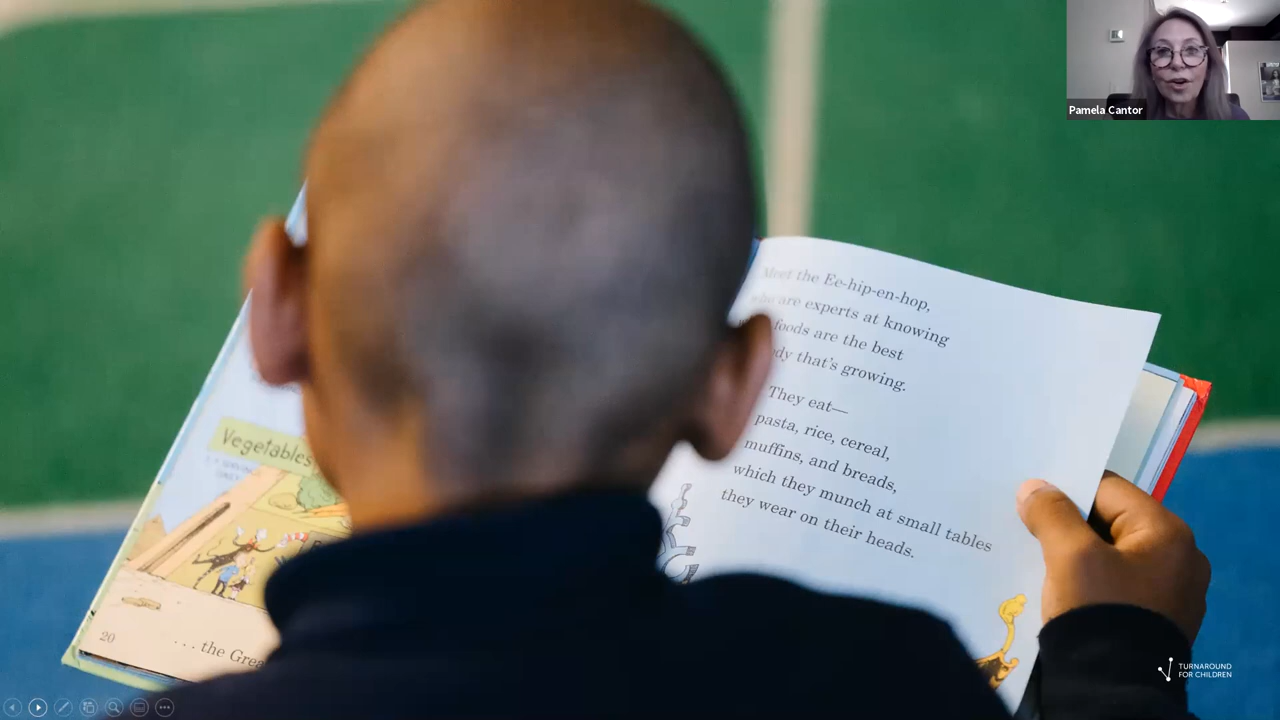 Pamela Cantor
Meet the Ee-hip-en-hop,
who are experts at knowing
foods are the best
that's growing.
They eat—
pasta, rice, cereal,
muffins, and breads,
which they munch at small tables
they wear on their heads.
Vegetables
20
...the Grea
TURNAROUND
FOR CHILDREN